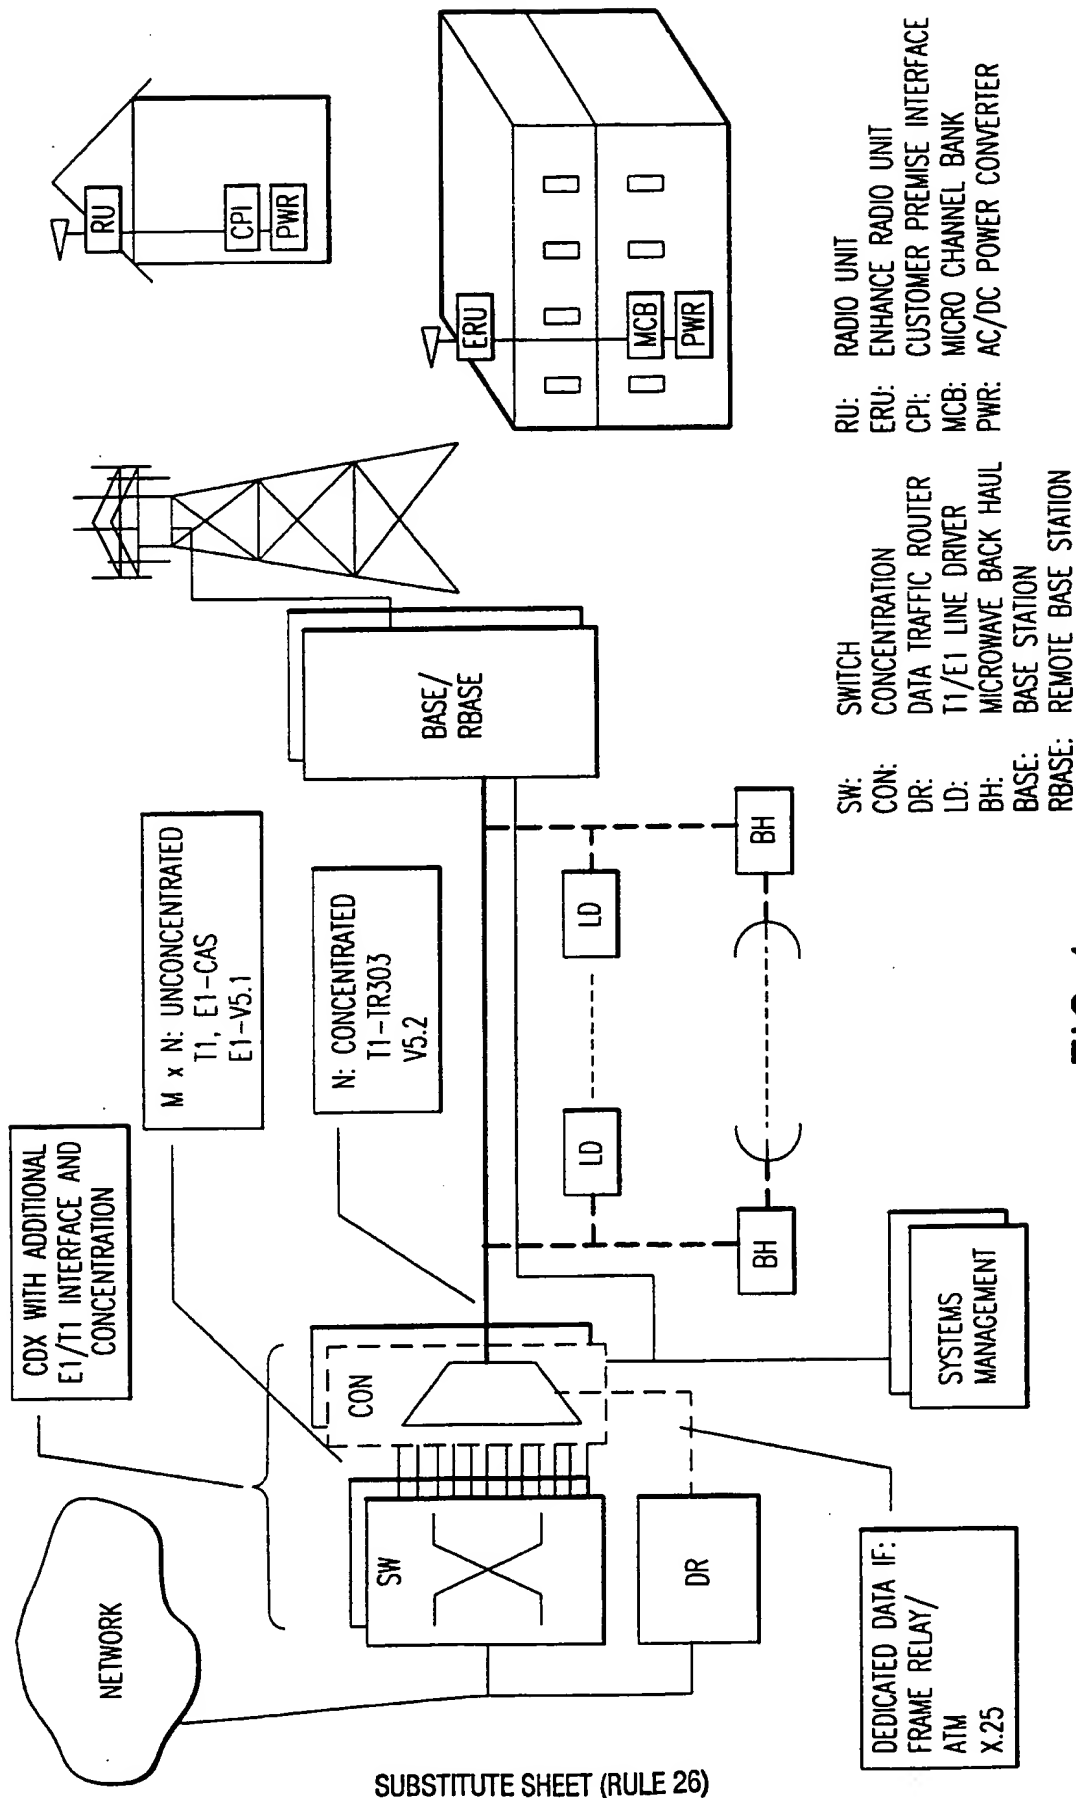 NETWORK
CDX WITH ADDITIONAL
E1/T1 INTERFACE AND
CONCENTRATION
M x N: UNCONCENTRATED
T1, E1-CAS
E1-V5.1
N: CONCENTRATED
T1-TR303
V5.2
SW
CON
DR
DEDICATED DATA IF:
FRAME RELAY/
ATM
X.25
SYSTEMS
MANAGEMENT
LD
LD
BH
BH
BASE/
RBASE
RU
CPI
PWR
ERU
MCB
PWR
SW: SWITCH
CON: CONCENTRATION
DR: DATA TRAFFIC ROUTER
LD: T1/E1 LINE DRIVER
BH: MICROWAVE BACK HAUL
BASE: BASE STATION
RBASE: REMOTE BASE STATION
RU: RADIO UNIT
ERU: ENHANCE RADIO UNIT
CPI: CUSTOMER PREMISE INTERFACE
MCB: MICRO CHANNEL BANK
PWR: AC/DC POWER CONVERTER
SUBSTITUTE SHEET (RULE 26)